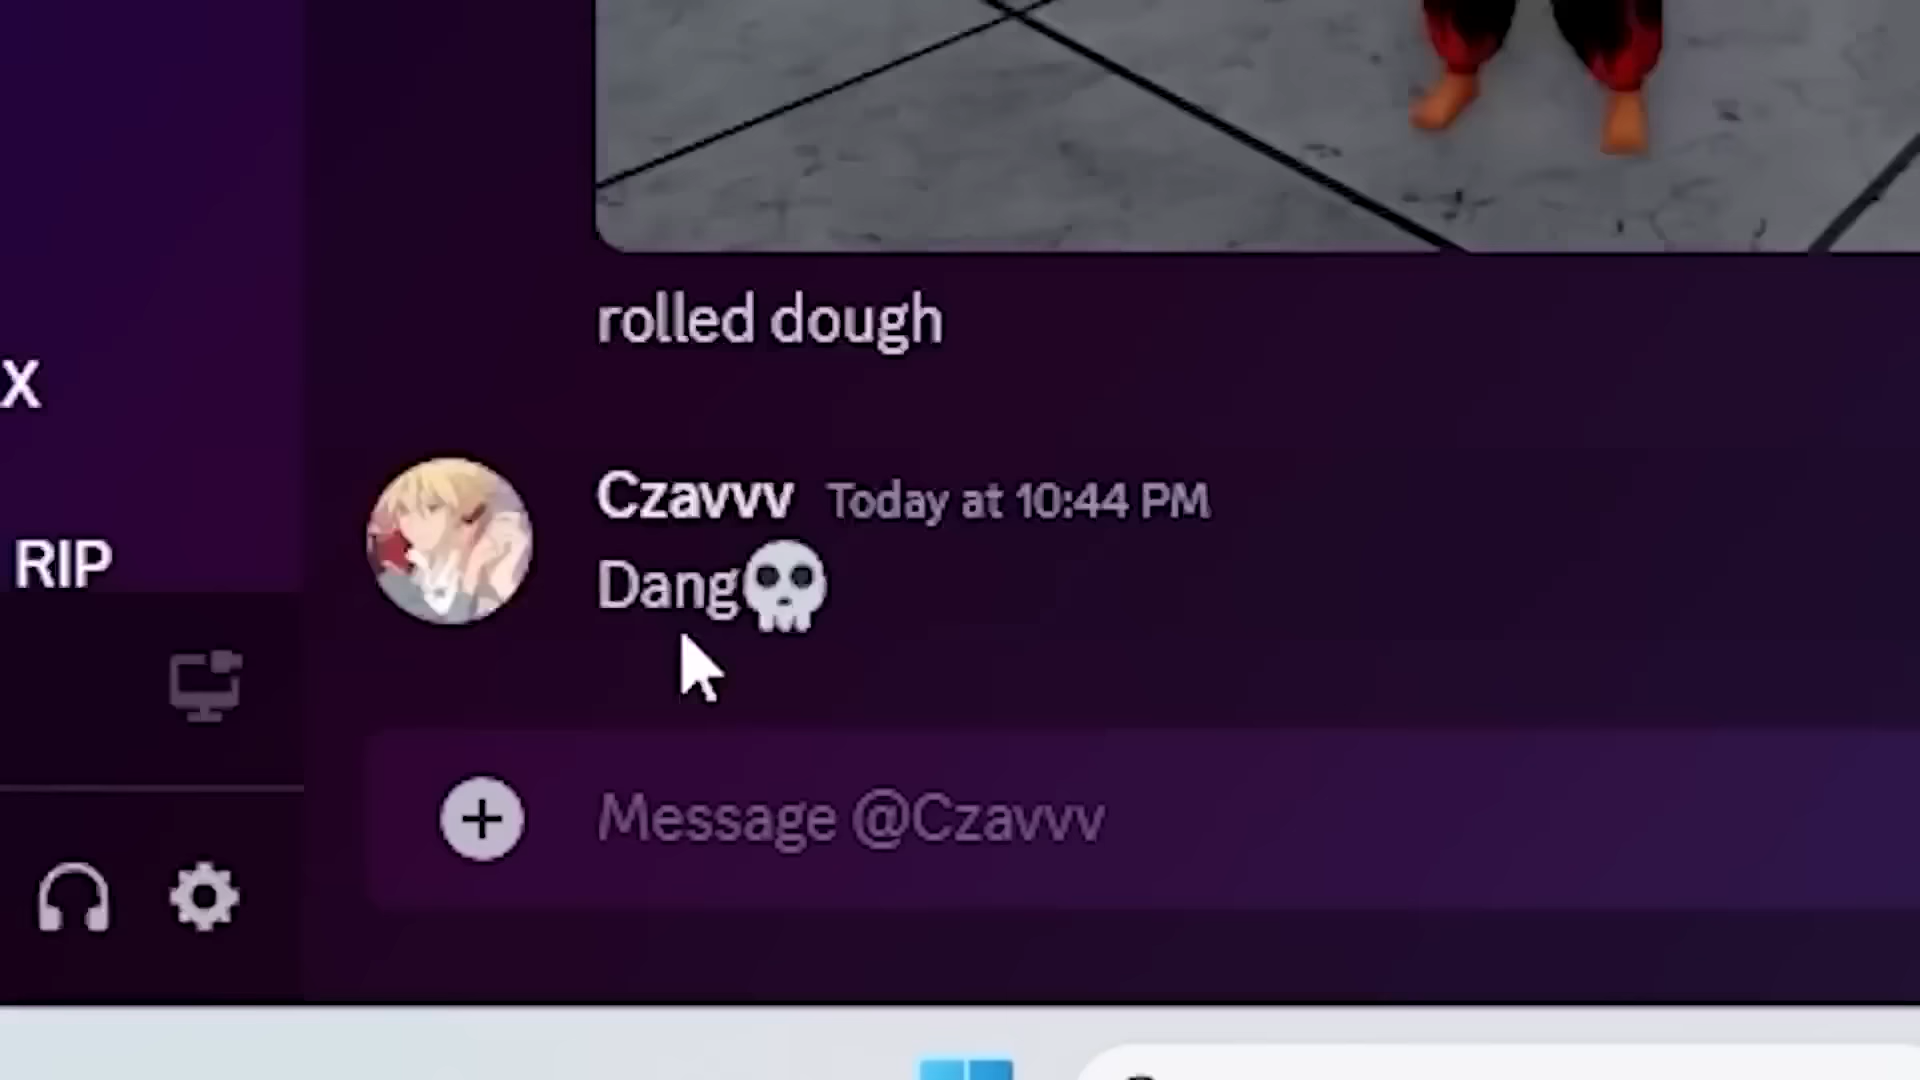 rolled dough
X
Czavvv Today at 10:44 PM
RIP
Dang💀
Message @Czavvv